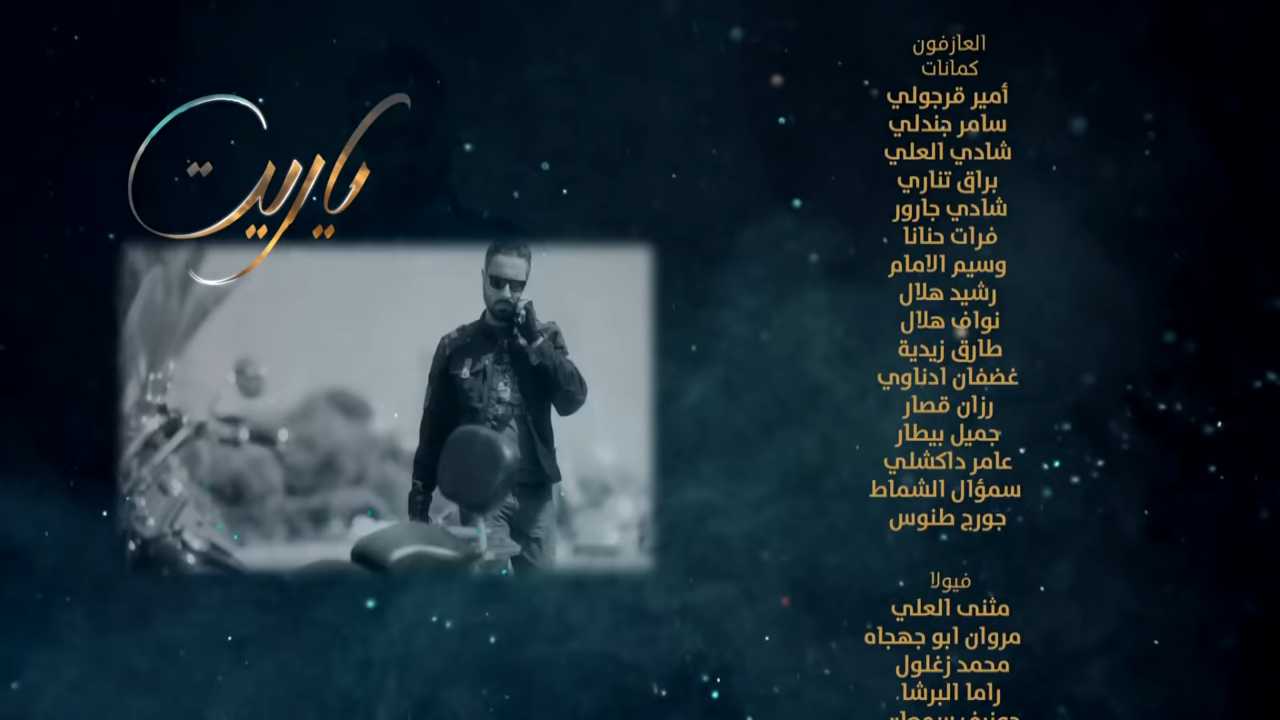 ياريت
العازفون
كمانات
أمير قرجولي
سامر جندلي
شادي العلي
براق تناري
شادي جارور
فرات حنانا
وسيم الامام
رشيد هلال
نواف هلال
طارق زيدية
غضفان ادناوي
رزان قصار
جميل بيطار
عامر داكشلي
سمؤال الشماط
جورج طنوس
فيولا
مثنى العلي
مروان ابو جهجاه
محمد زغلول
راما البرشا